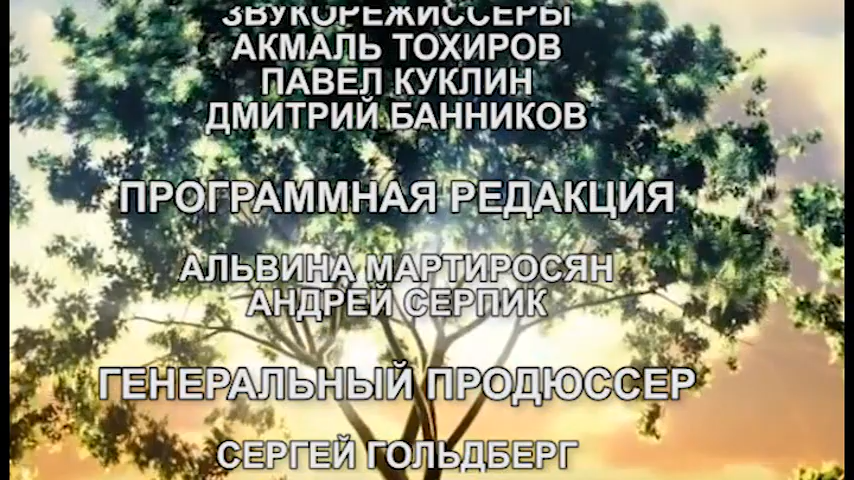 ЗВУКОРЕЖИССЕРЫ
АКМАЛЬ ТОХИРОВ
ПАВЕЛ КУКЛИН
ДМИТРИЙ БАННИКОВ
ПРОГРАММНАЯ РЕДАКЦИЯ
АЛЬВИНА МАРТИРОСЯН
АНДРЕЙ СЕРПИК
ГЕНЕРАЛЬНЫЙ ПРОДЮССЕР
СЕРГЕЙ ГОЛЬДБЕРГ